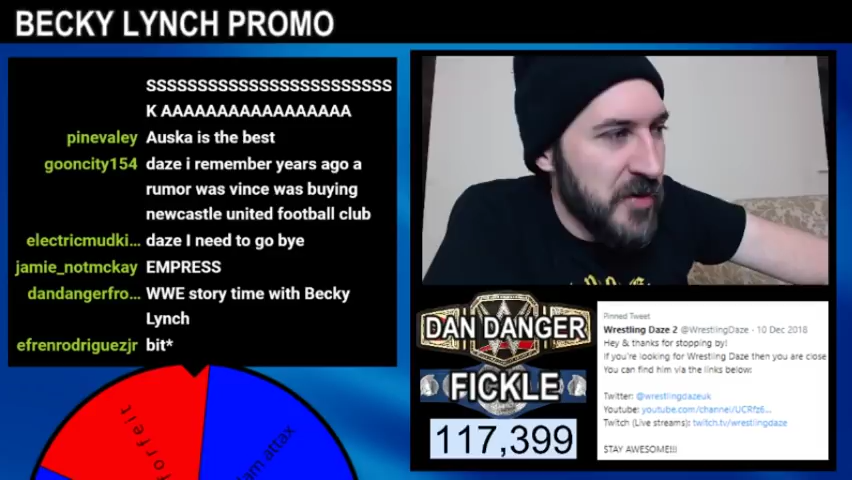 BECKY LYNCH PROMO
SSSSSSSSSSSSSSSSSSSSSSSS
K AAAAAAAAAAAAAAAAA
pinevaley Auska is the best
gooncity154 daze i remember years ago a
rumor was vince was buying
newcastle united football club
electricmudki... daze I need to go bye
jamie_notmckay EMPRESS
dandangerfro... WWE story time with Becky
Lynch
efrenrodriguezjr bit*
orfeit
am attax
DAN DANGER
FICKLE
117,399
Pinned Tweet
Wrestling Daze 2 @WrestlingDaze - 10 Dec 2018
Hey & thanks for stopping by!
If you're looking for Wrestling Daze then you are close
You can find him via the links below:
Twitter: @wrestlingdazeuk
Youtube: youtube.com/channel/UCRfz6...
Twitch (Live streams): twitch.tv/wrestlingdaze
STAY AWESOME!!!